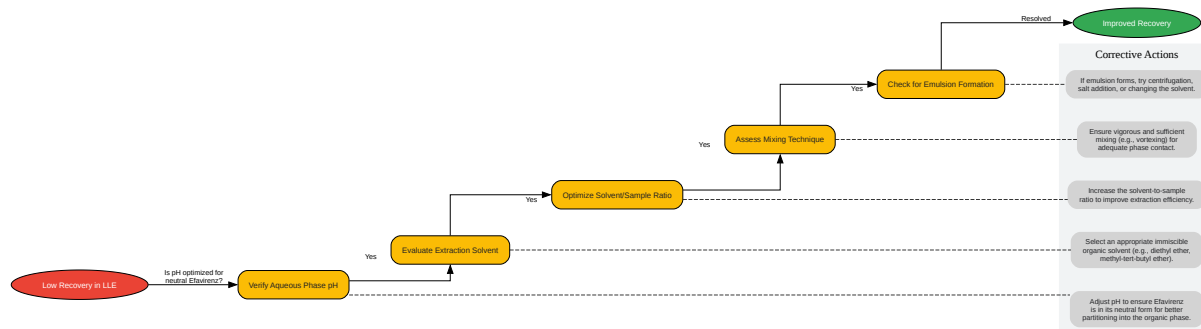 Resolved
Improved Recovery
Corrective Actions
Yes
Check for Emulsion Formation
If emulsion forms, try centrifugation,
salt addition, or changing the solvent.
Yes
Assess Mixing Technique
Ensure vigorous and sufficient
mixing (e.g., vortexing) for
adequate phase contact.
Yes
Optimize Solvent/Sample Ratio
Increase the solvent-to-sample
ratio to improve extraction efficiency.
Yes
Evaluate Extraction Solvent
Select an appropriate immiscible
organic solvent (e.g., diethyl ether,
methyl-tert-butyl ether).
Low Recovery in LLE
Is pH optimized for
neutral Efavirenz?
Verify Aqueous Phase pH
Adjust pH to ensure Efavirenz
is in its neutral form for better
partitioning into the organic phase.